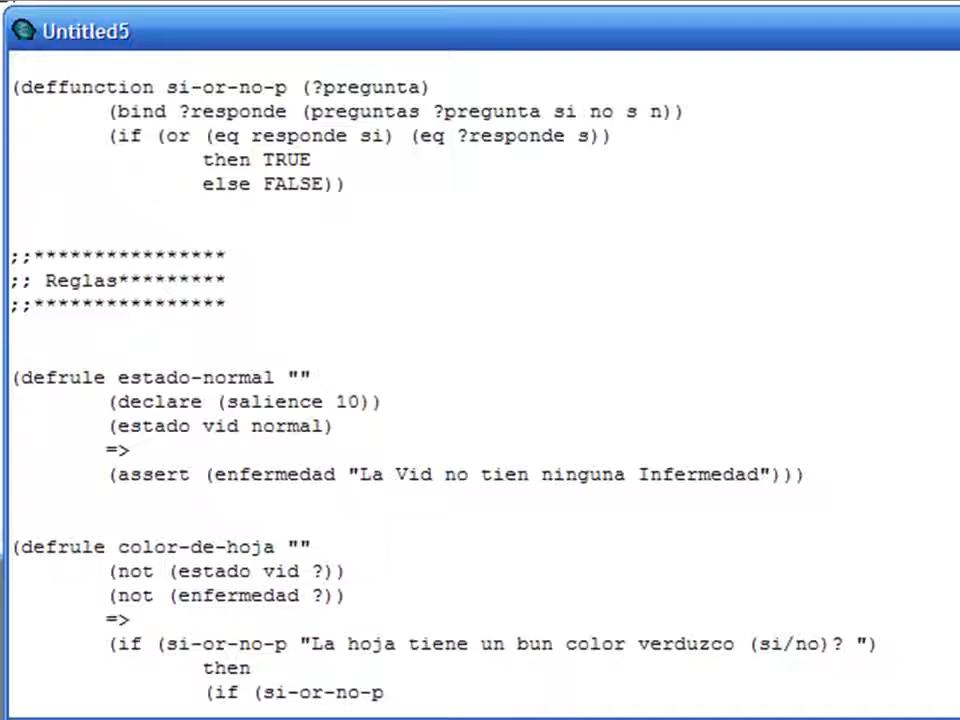 Untitled5
(deffunction si-or-no-p (?pregunta)
(bind ?responde (preguntas ?pregunta si no s n))
(if (or (eq responde si) (eq ?responde s))
then TRUE
else FALSE))
;;****************
;; Reglas*********
;;****************
(defrule estado-normal ""
(declare (salience 10))
(estado vid normal)
=>
(assert (enfermedad "La Vid no tien ninguna Infermedad")))
(defrule color-de-hoja ""
(not (estado vid ?))
(not (enfermedad ?))
=>
(if (si-or-no-p "La hoja tiene un bun color verduzco (si/no)? ")
then
(if (si-or-no-p